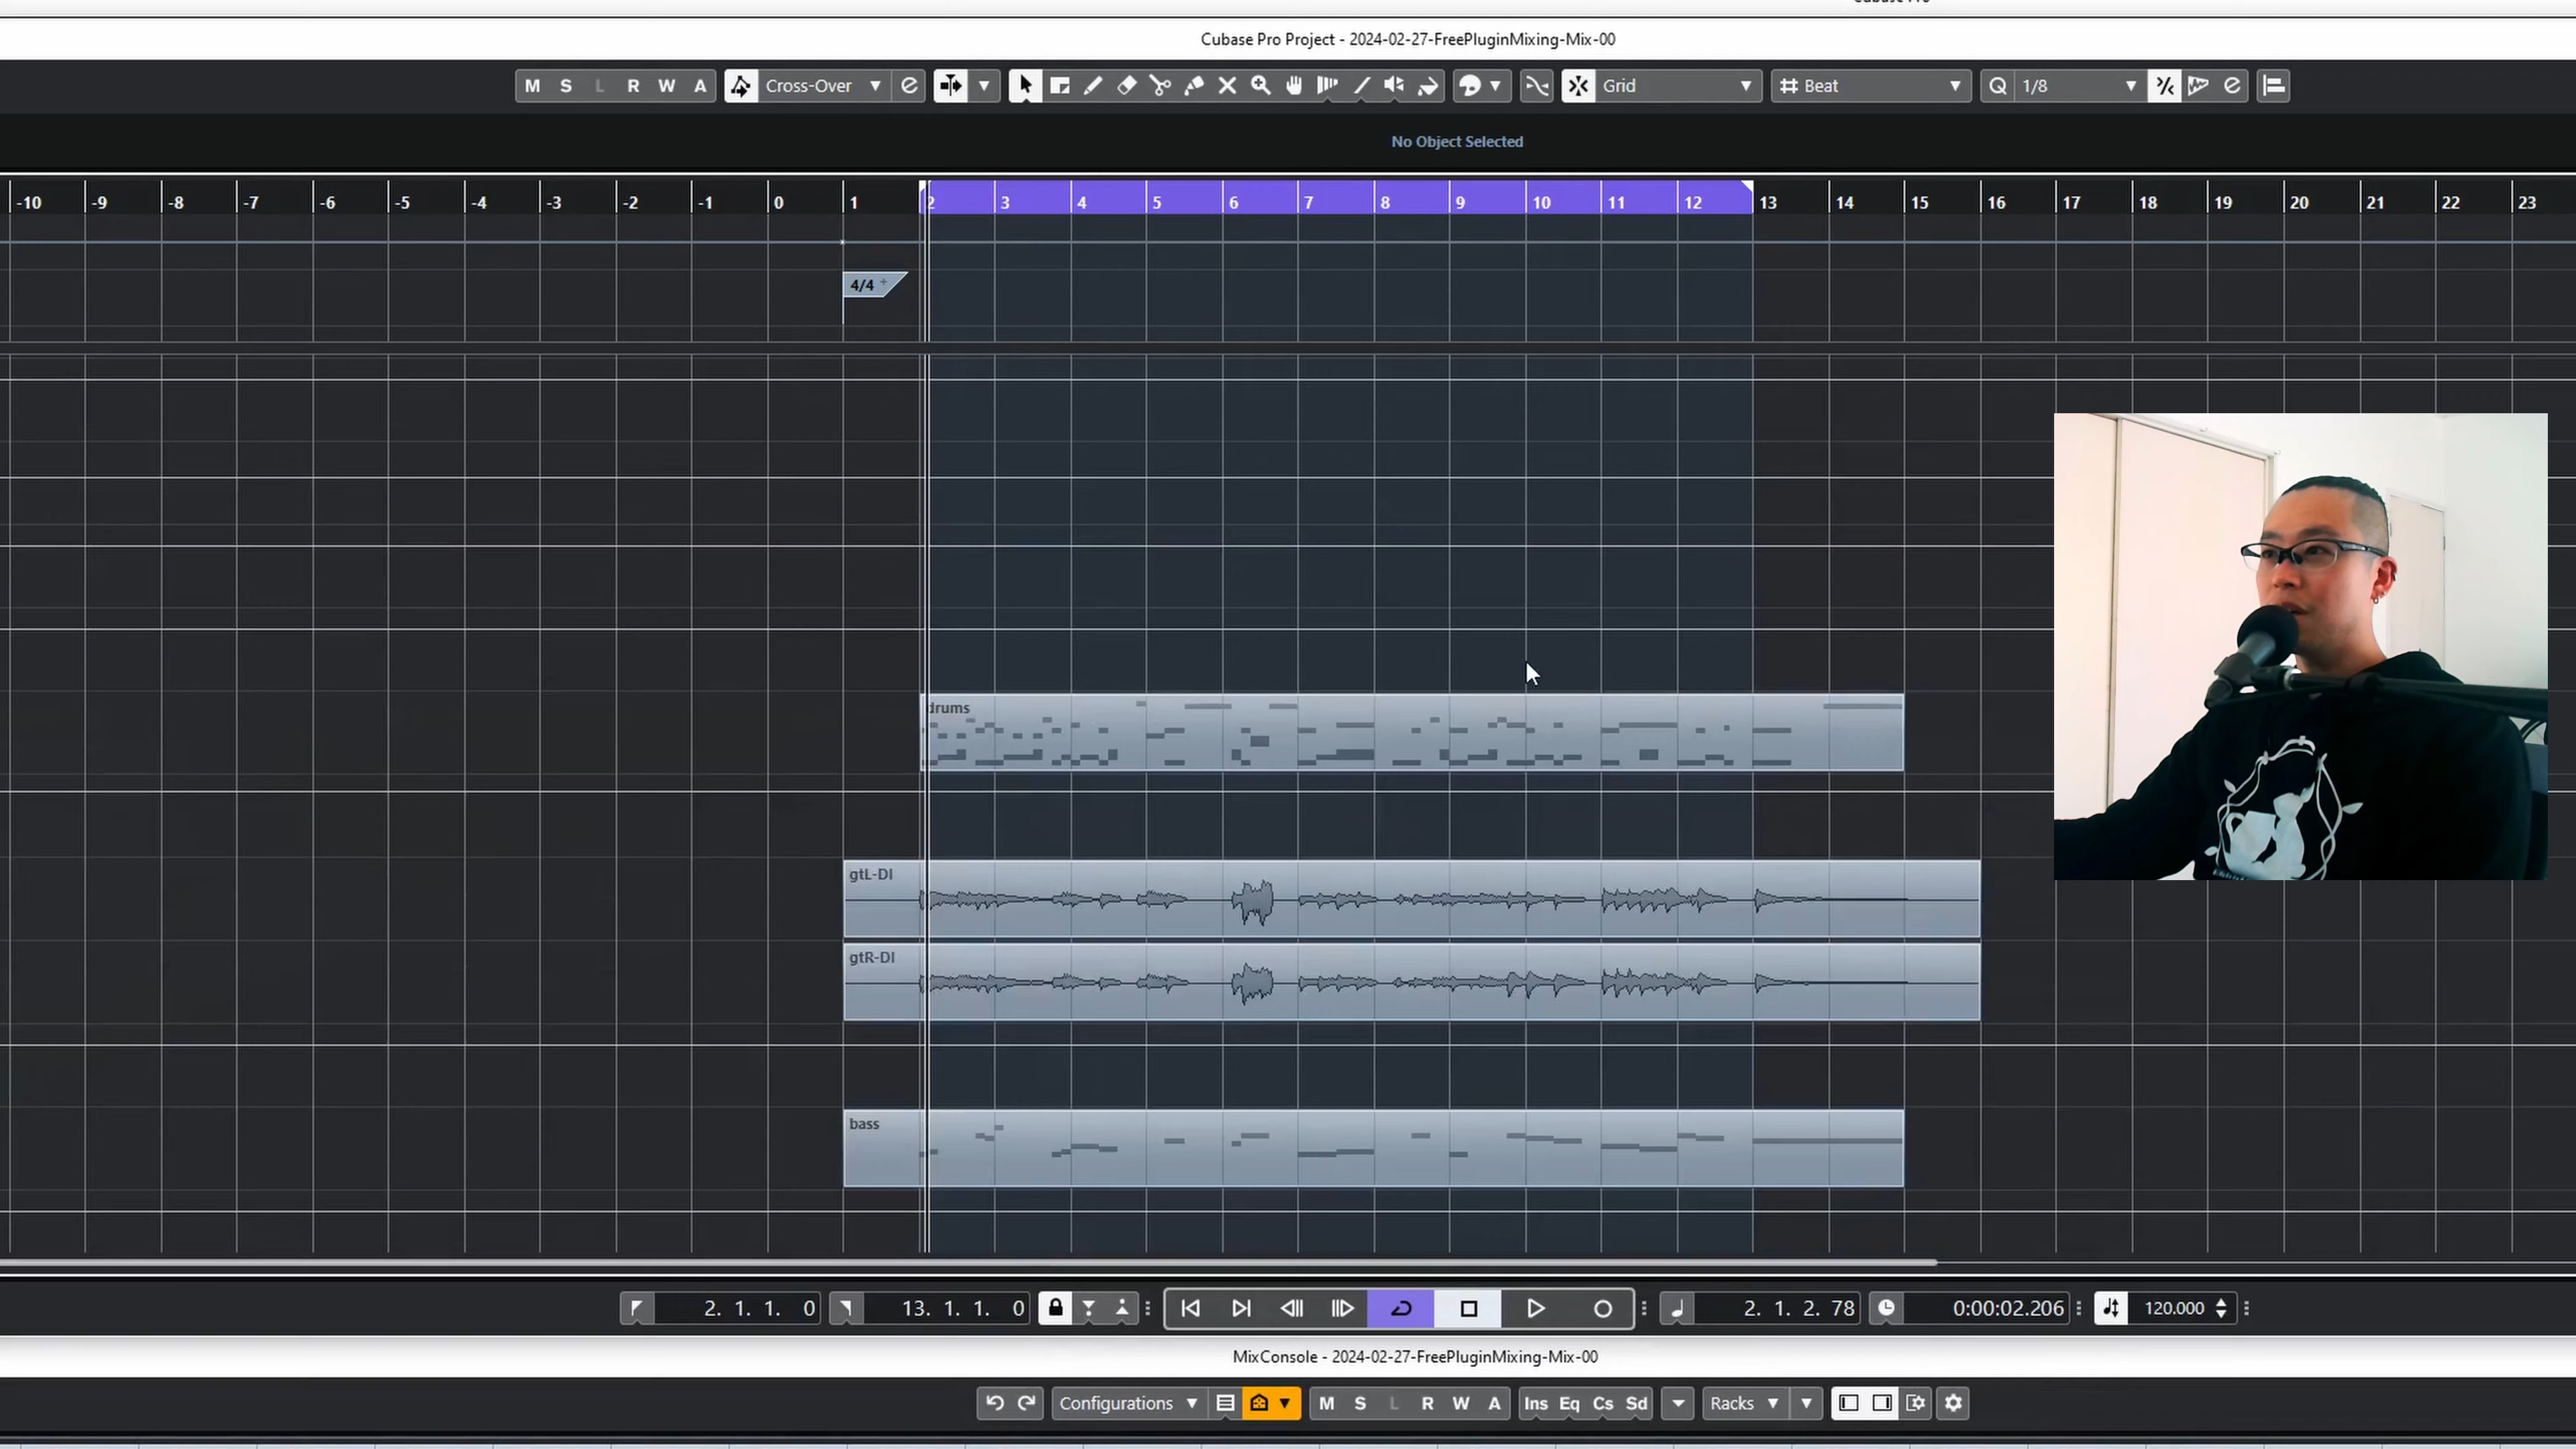 Cubase Pro Project - 2024-02-27-FreePluginMixing-Mix-00
M S L R W A Cross-Over Grid Beat Q 1/8
No Object Selected
-10 -9 -8 -7 -6 -5 -4 -3 -2 -1 0 1 2 3 4 5 6 7 8 9 10 11 12 13 14 15 16 17 18 19 20 21 22 23
4/4
drums
gtL-DI
gtR-DI
bass
2. 1. 1. 0 13. 1. 1. 0 2. 1. 2. 78 0:00:02.206 120.000
MixConsole - 2024-02-27-FreePluginMixing-Mix-00
Configurations M S L R W A Ins Eq Cs Sd Racks